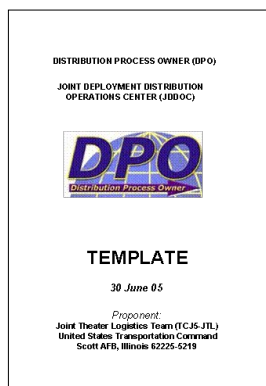 DISTRIBUTION PROCESS OWNER (DPO)
JOINT DEPLOYMENT DISTRIBUTION
OPERATIONS CENTER (JDDOC)
DPO
Distribution Process Owner
TEMPLATE
30 June 05
Proponent:
Joint Theater Logistics Team (TCJ5-JTL)
United States Transportation Command
Scott AFB, Illinois 62225-5219